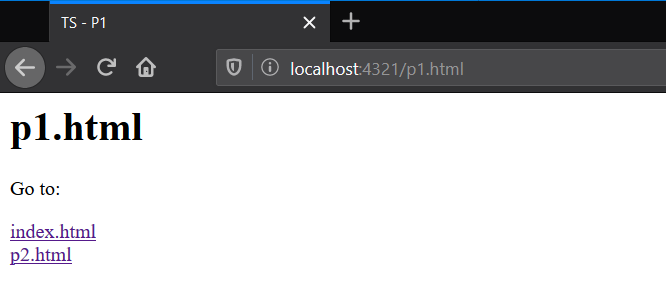 TS - P1
localhost:4321/p1.html
p1.html
Go to:
index.html
p2.html